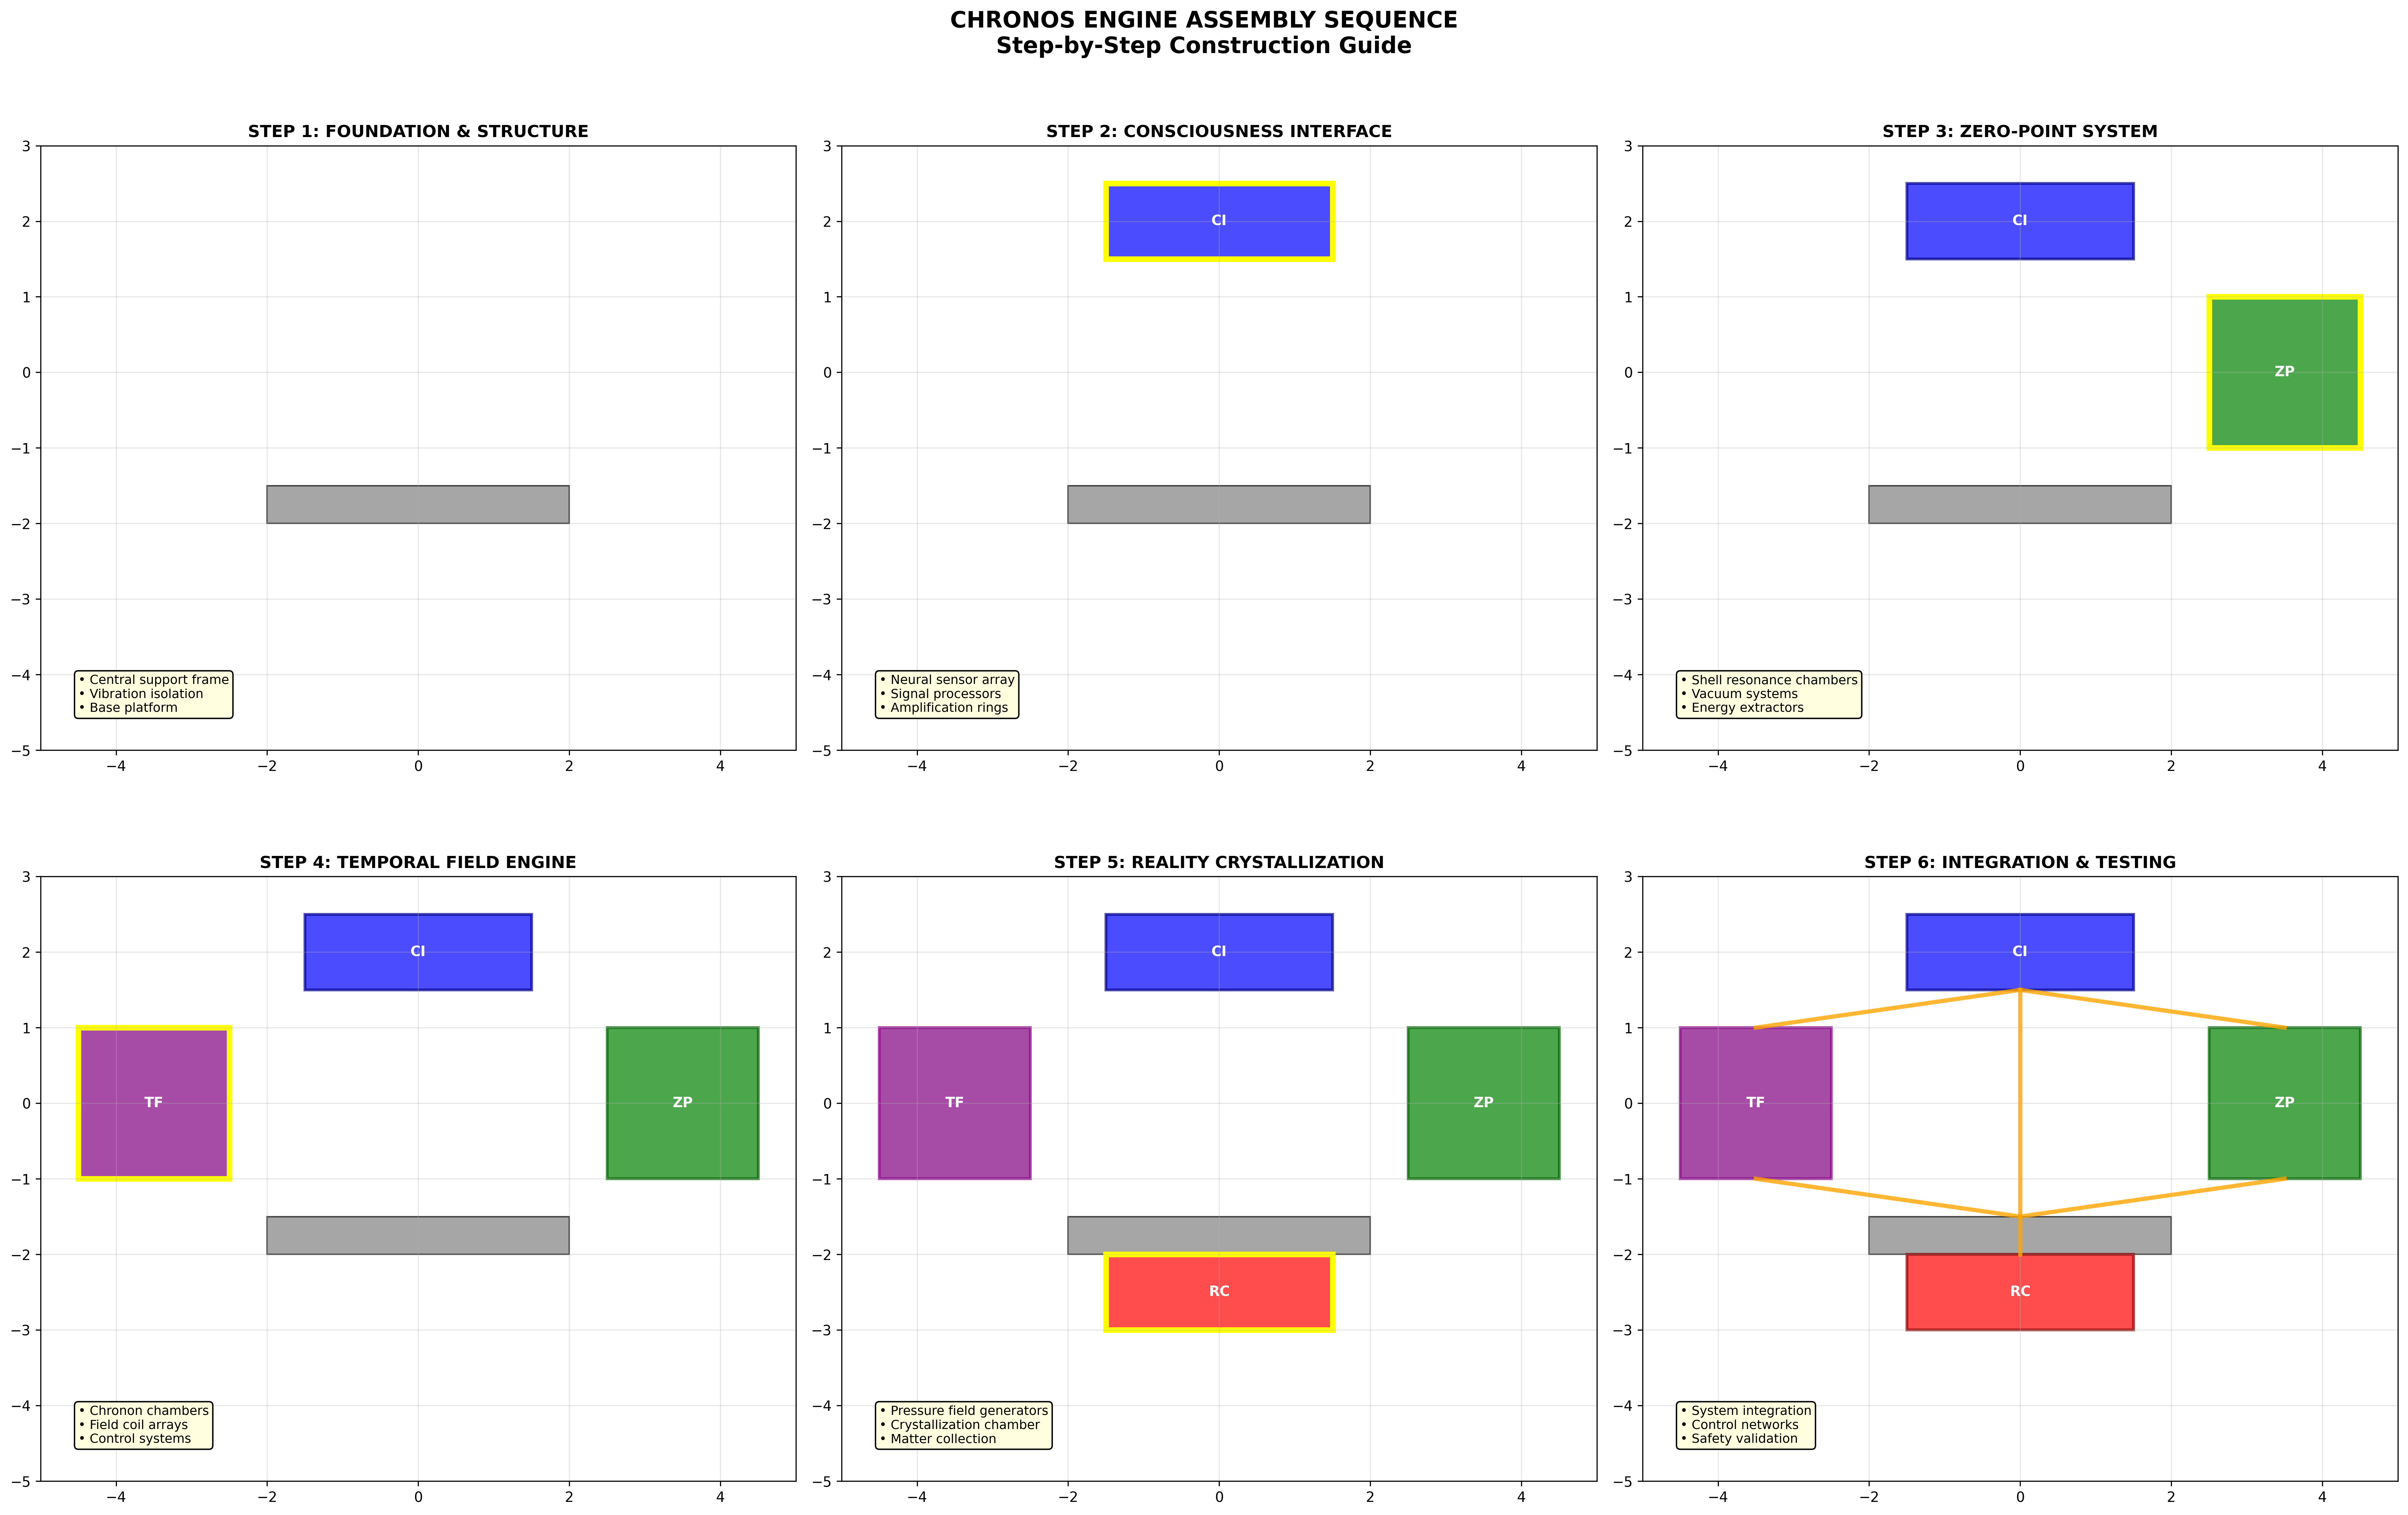 CHRONOS ENGINE ASSEMBLY SEQUENCE
Step-by-Step Construction Guide
STEP 1: FOUNDATION & STRUCTURE
3
2
1
0
−1
−2
−3
−4
−5
• Central support frame
• Vibration isolation
• Base platform
−4 −2 0 2 4
STEP 2: CONSCIOUSNESS INTERFACE
3
2
1
0
−1
−2
−3
−4
−5
CI
• Neural sensor array
• Signal processors
• Amplification rings
−4 −2 0 2 4
STEP 3: ZERO-POINT SYSTEM
3
2
1
0
−1
−2
−3
−4
−5
CI
ZP
• Shell resonance chambers
• Vacuum systems
• Energy extractors
−4 −2 0 2 4
STEP 4: TEMPORAL FIELD ENGINE
3
2
1
0
−1
−2
−3
−4
−5
CI
TF
ZP
• Chronon chambers
• Field coil arrays
• Control systems
−4 −2 0 2 4
STEP 5: REALITY CRYSTALLIZATION
3
2
1
0
−1
−2
−3
−4
−5
CI
TF
ZP
RC
• Pressure field generators
• Crystallization chamber
• Matter collection
−4 −2 0 2 4
STEP 6: INTEGRATION & TESTING
3
2
1
0
−1
−2
−3
−4
−5
CI
TF
ZP
RC
• System integration
• Control networks
• Safety validation
−4 −2 0 2 4